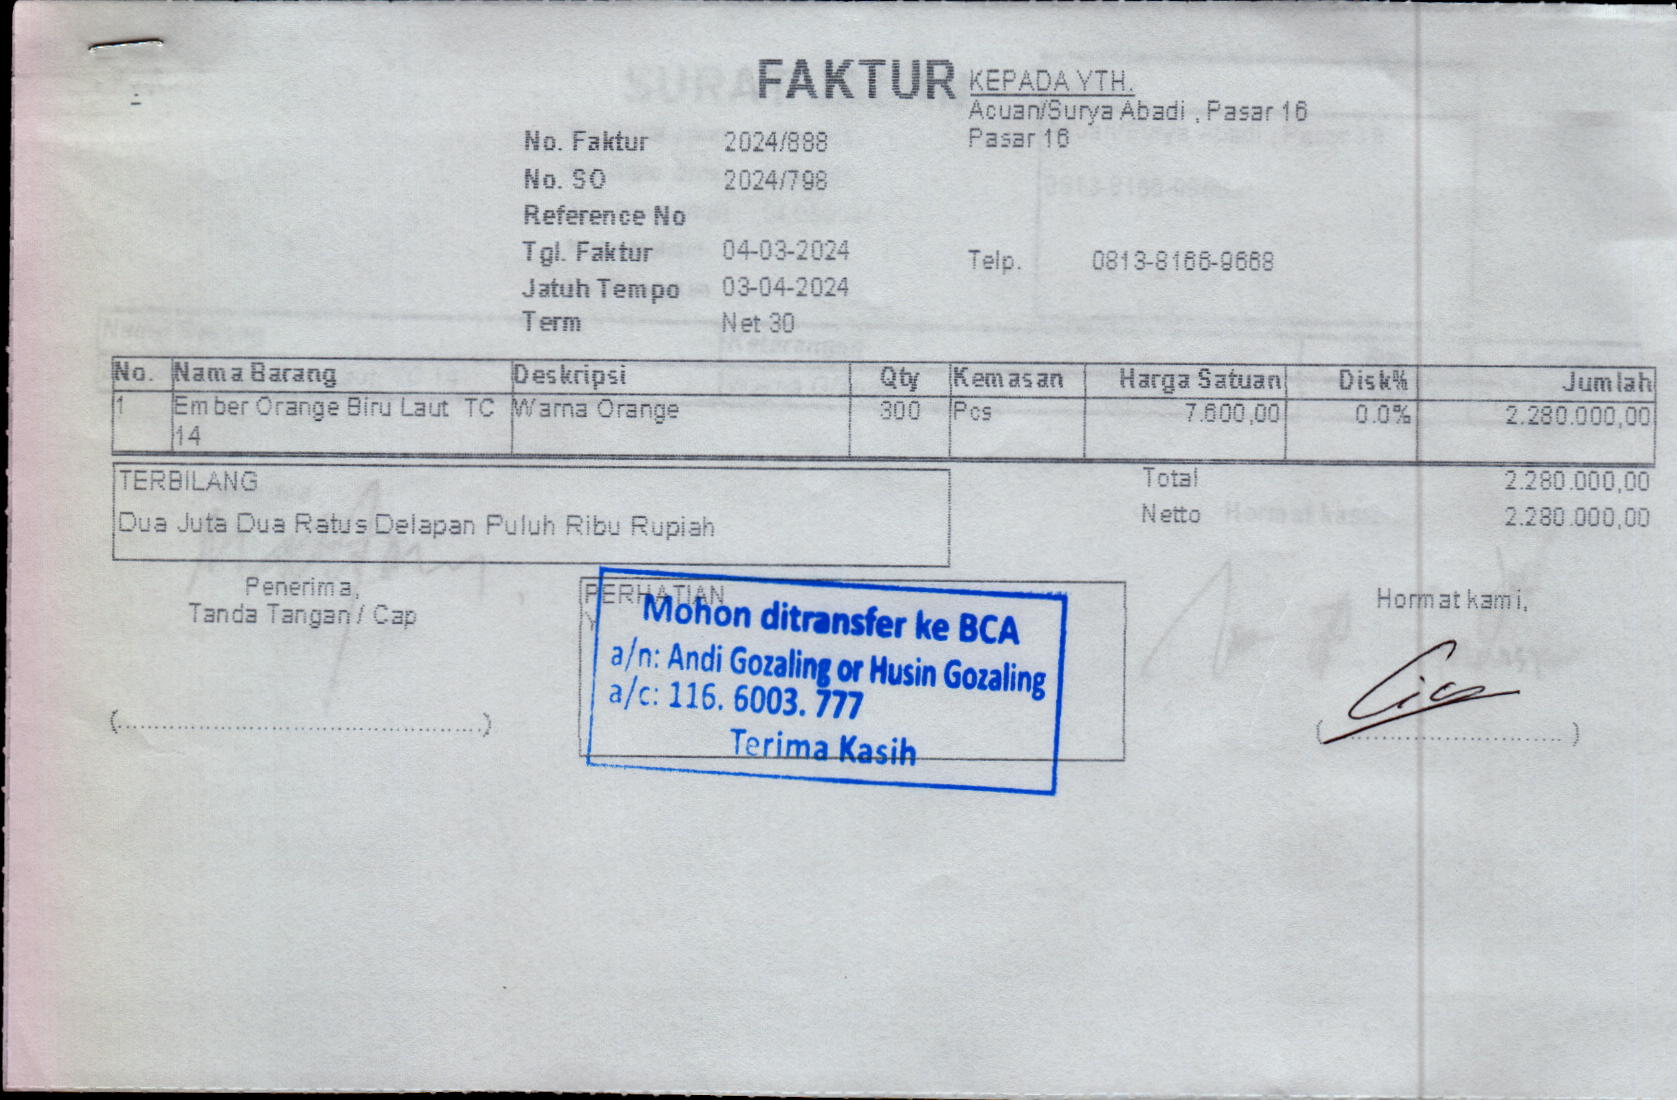 FAKTUR
KEPADA YTH.
Acuan/Surya Abadi , Pasar 16
Pasar 16
No. Faktur 2024/888
No. SO 2024/798
Reference No
Tgl. Faktur 04-03-2024
Telp. 0813-8166-9668
Jatuh Tempo 03-04-2024
Term Net 30
No. Nama Barang Deskripsi Qty Kemasan Harga Satuan Disk% Jumlah
1 Ember Orange Biru Laut TC Warna Orange 300 Pcs 7.600,00 0.0% 2.280.000,00
14
TERBILANG
Dua Juta Dua Ratus Delapan Puluh Ribu Rupiah
Total 2.280.000,00
Netto 2.280.000,00
Penerima,
Tanda Tangan / Cap
(..............................................)
PERHATIAN
Mohon ditransfer ke BCA
a/n: Andi Gozaling or Husin Gozaling
a/c: 116. 6003. 777
Terima Kasih
Hormat kami,
(..............................)